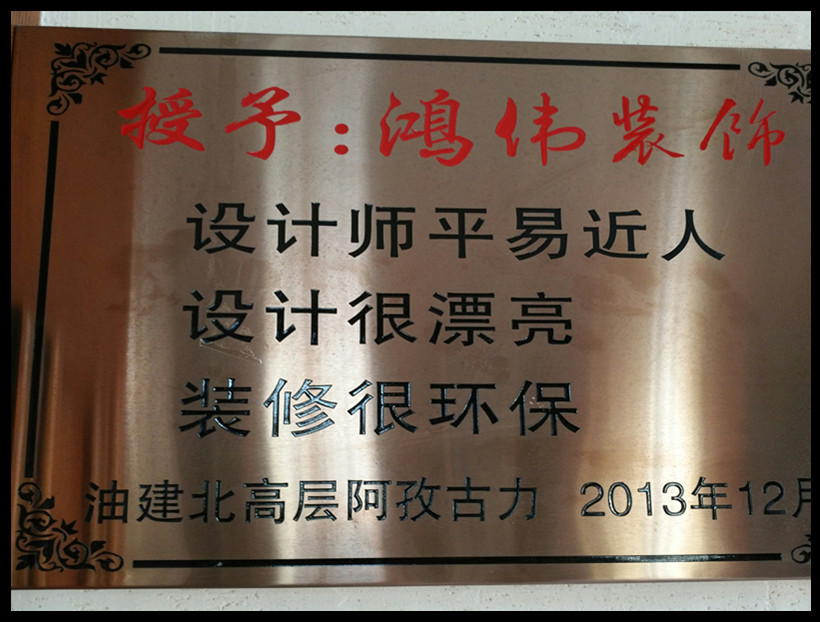 授予:鸿伟装饰
设计师平易近人
设计很漂亮
装修很环保
油建北高层阿孜古力 2013年12月